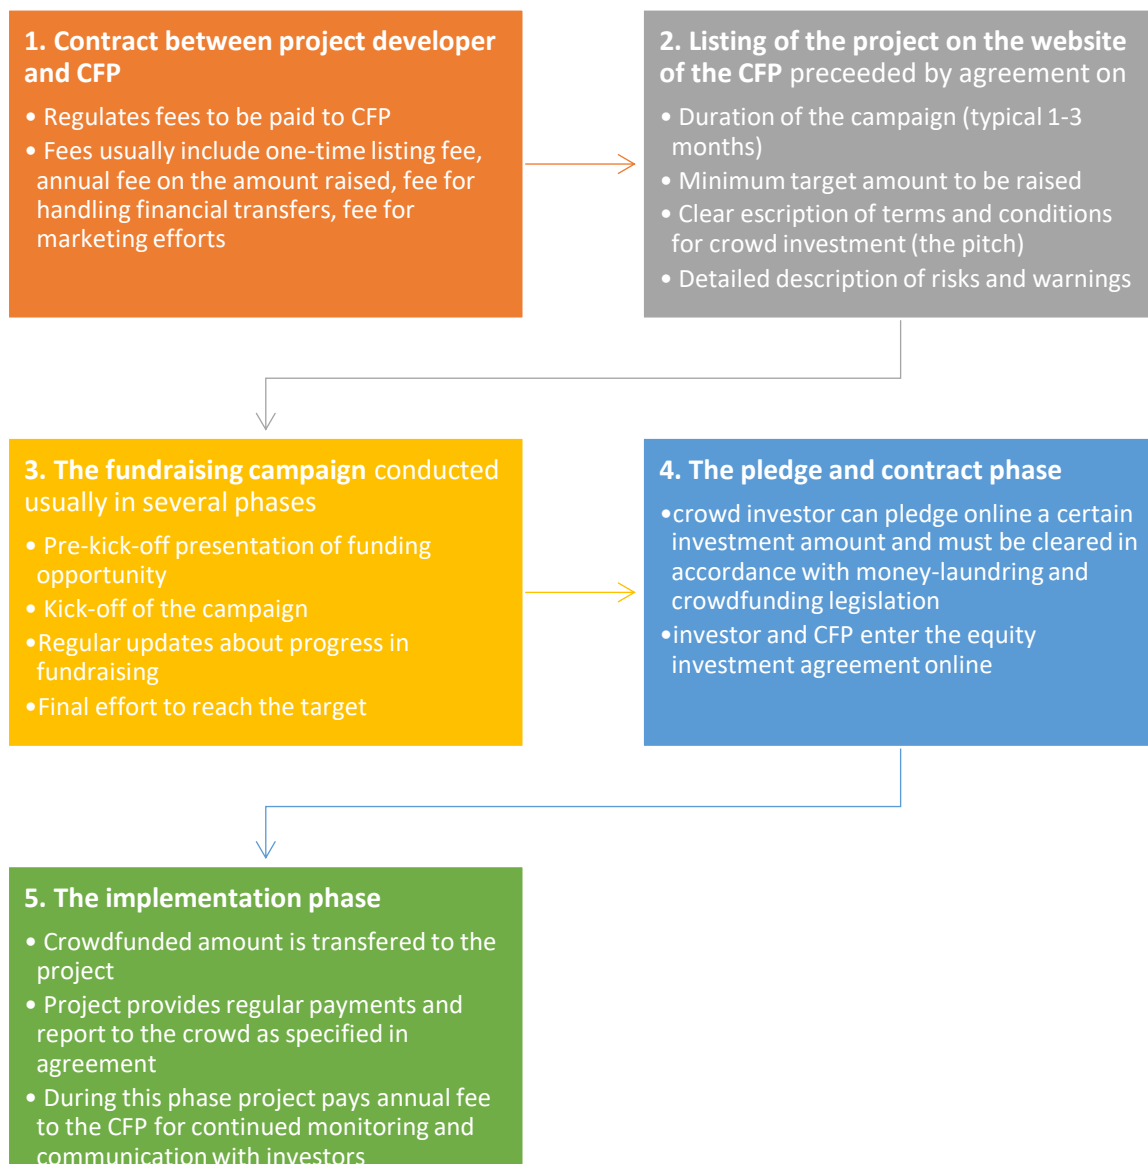 1. Contract between project developer
and CFP
• Regulates fees to be paid to CFP
• Fees usually include one-time listing fee,
annual fee on the amount raised, fee for
handling financial transfers, fee for
marketing efforts
2. Listing of the project on the website
of the CFP preceeded by agreement on
• Duration of the campaign (typical 1-3
months)
• Minimum target amount to be raised
• Clear escription of terms and conditions
for crowd investment (the pitch)
• Detailed description of risks and warnings
3. The fundraising campaign conducted
usually in several phases
• Pre-kick-off presentation of funding
opportunity
• Kick-off of the campaign
•Regular updates about progress in
fundraising
•Final effort to reach the target
4. The pledge and contract phase
•crowd investor can pledge online a certain
investment amount and must be cleared in
accordance with money-laundring and
crowdfunding legislation
•investor and CFP enter the equity
investment agreement online
5. The implementation phase
• Crowdfunded amount is transfered to the
project
• Project provides regular payments and
report to the crowd as specified in
agreement
• During this phase project pays annual fee
to the CFP for continued monitoring and
communication with investors